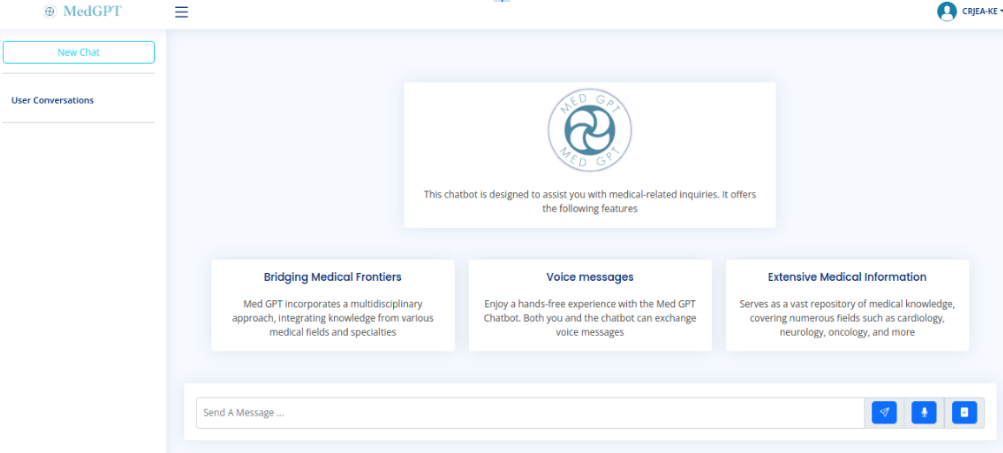 MedGPT
CRJEA-KE
New Chat
User Conversations
MED GPT
MED GPT
This chatbot is designed to assist you with medical-related inquiries. It offers
the following features
Bridging Medical Frontiers
Med GPT incorporates a multidisciplinary
approach, integrating knowledge from various
medical fields and specialties
Voice messages
Enjoy a hands-free experience with the Med GPT
Chatbot. Both you and the chatbot can exchange
voice messages
Extensive Medical Information
Serves as a vast repository of medical knowledge,
covering numerous fields such as cardiology,
neurology, oncology, and more
Send A Message ...